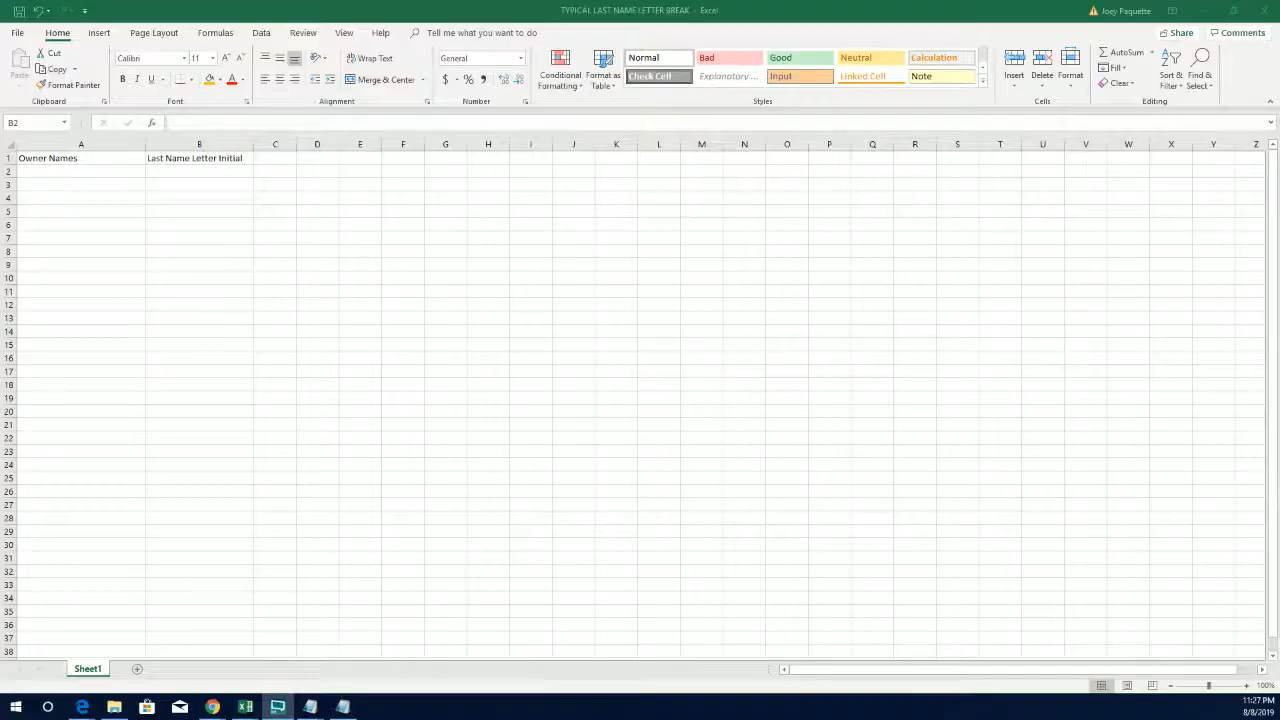 TYPICAL LAST NAME LETTER BREAK - Excel
Joey Paquette
File Home Insert Page Layout Formulas Data Review View Help Tell me what you want to do
Share Comments
Paste
Cut
Copy
Format Painter
Clipboard
Calibri 11
B I U
Font
Wrap Text
Merge & Center
Alignment
General
$ % ,
Number
Conditional Formatting
Format as Table
Normal Bad Good Neutral Calculation
Check Cell Explanatory ... Input Linked Cell Note
Styles
Insert Delete Format
Cells
AutoSum
Fill
Clear
Sort & Filter
Find & Select
Editing
B2
fx
A B C D E F G H I J K L M N O P Q R S T U V W X Y Z
1 Owner Names Last Name Letter Initial
2
3
4
5
6
7
8
9
10
11
12
13
14
15
16
17
18
19
20
21
22
23
24
25
26
27
28
29
30
31
32
33
34
35
36
37
38
Sheet1
100%
11:27 PM
8/8/2019